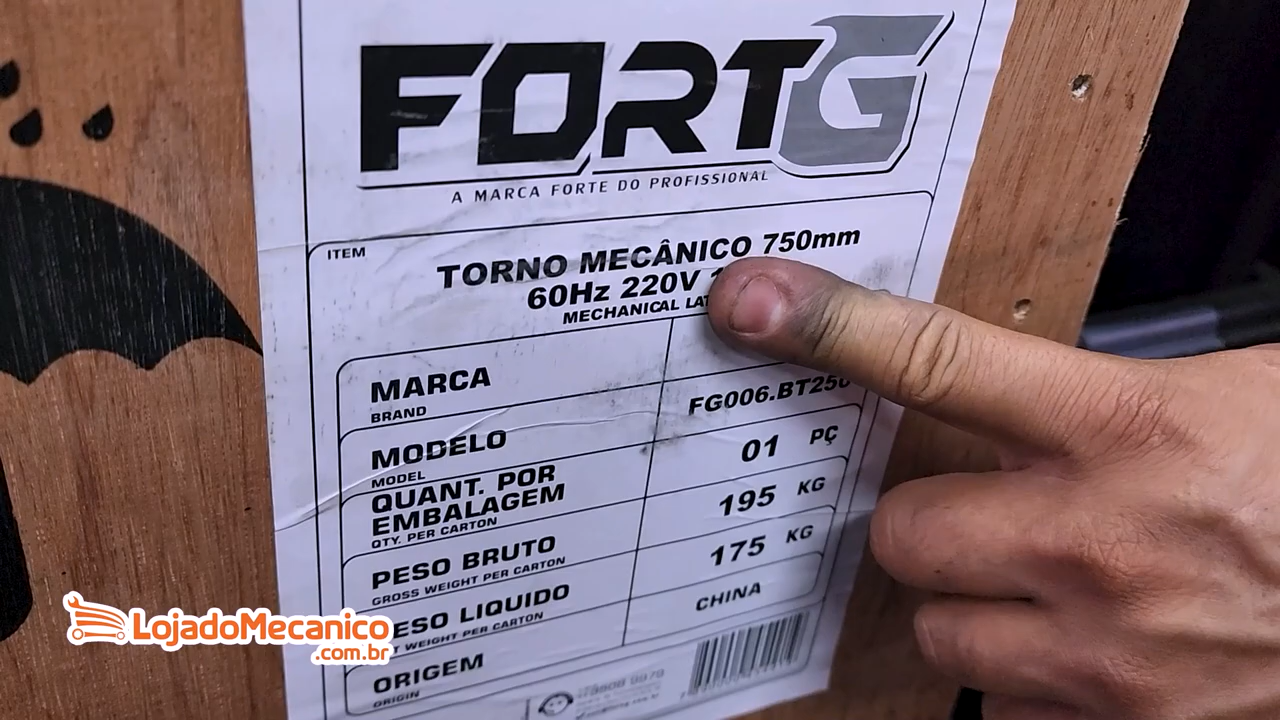 FORTG
A MARCA FORTE DO PROFISSIONAL
ITEM
TORNO MECÂNICO 750mm
60Hz 220V
MECHANICAL
MARCA
BRAND
MODELO
MODEL
FG006.BT250
QUANT. POR
EMBALAGEM
QTY. PER CARTON
01 PÇ
PESO BRUTO
GROSS WEIGHT PER CARTON
195 KG
ESO LIQUIDO
WEIGHT PER CARTON
175 KG
ORIGEM
ORIGIN
CHINA
LojadoMecanico
.com.br